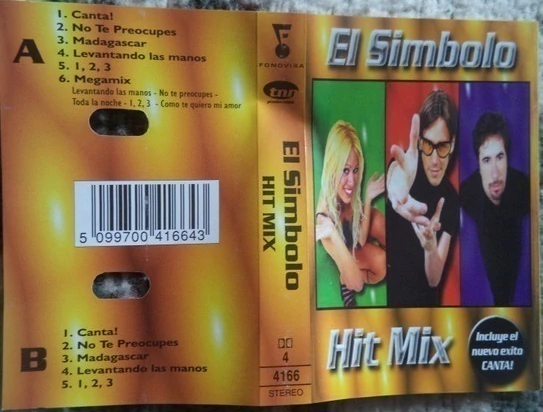 A
1. Canta!
2. No Te Preocupes
3. Madagascar
4. Levantando las manos
5. 1, 2, 3
6. Megamix
Levantando las manos - No te preocupes -
Toda la noche - 1, 2, 3 - Como te quiero mi amor
5 099700 416643
B
1. Canta!
2. No Te Preocupes
3. Madagascar
4. Levantando las manos
5. 1, 2, 3
FONOVISA
tnr
El Simbolo
HIT MIX
4
4166
STEREO
El Simbolo
Hit Mix
Incluye el
nuevo exito
CANTA!